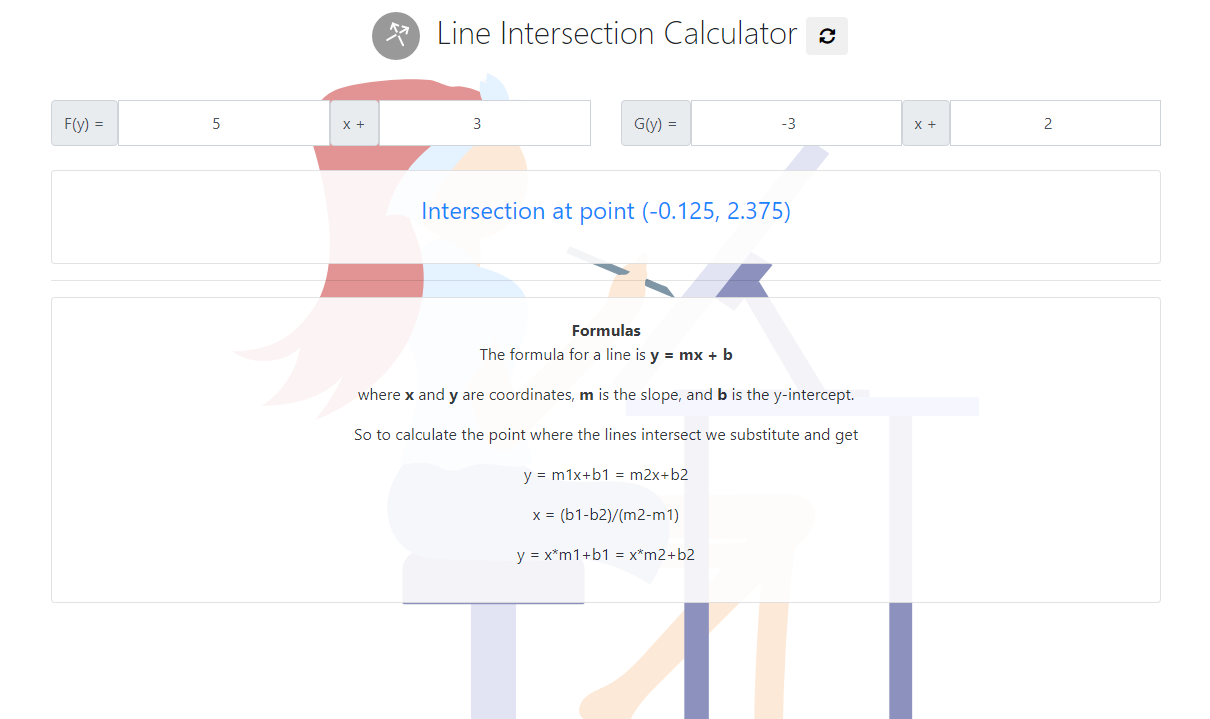 Line Intersection Calculator
F(y) = 5 x + 3 G(y) = -3 x + 2
Intersection at point (-0.125, 2.375)
Formulas
The formula for a line is y = mx + b
where x and y are coordinates, m is the slope, and b is the y-intercept.
So to calculate the point where the lines intersect we substitute and get
y = m1x+b1 = m2x+b2
x = (b1-b2)/(m2-m1)
y = x*m1+b1 = x*m2+b2